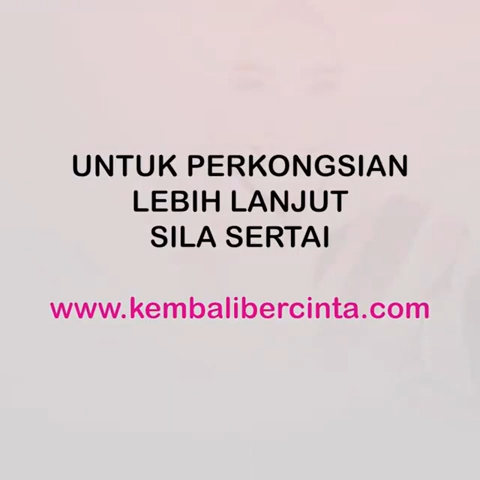 UNTUK PERKONGSIAN
LEBIH LANJUT
SILA SERTAI
www.kembalibercinta.com